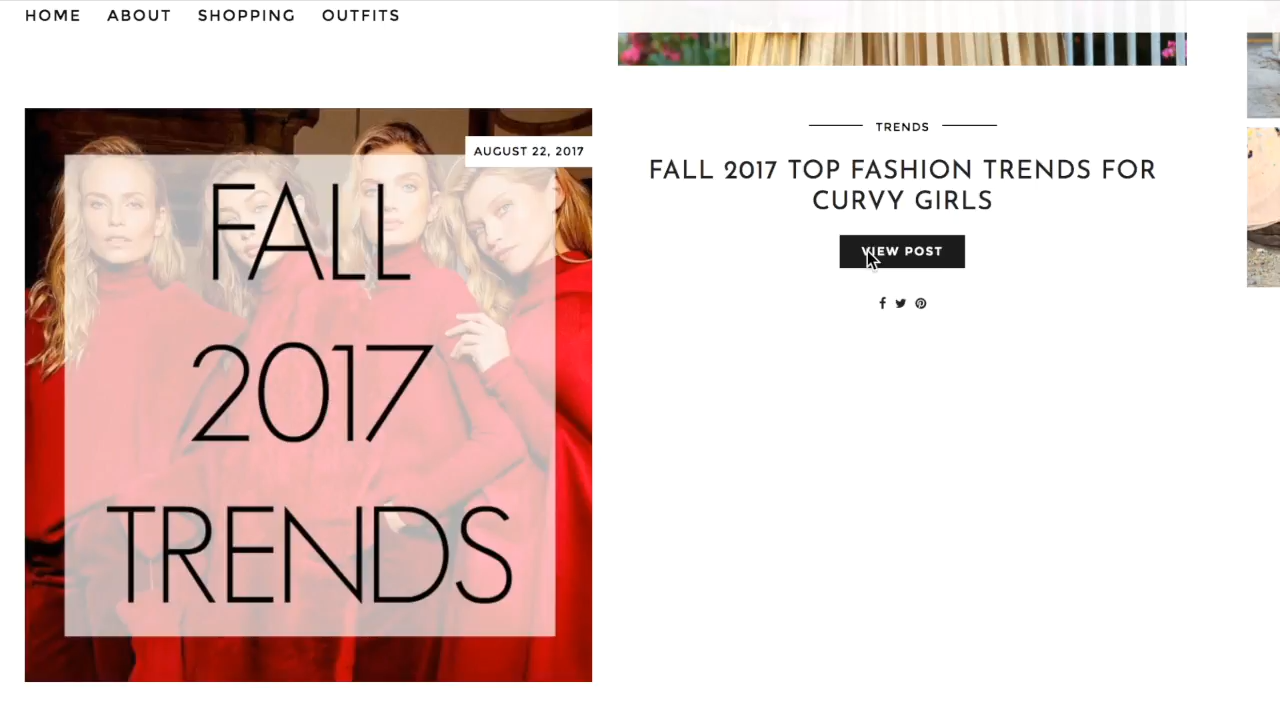 HOME ABOUT SHOPPING OUTFITS
AUGUST 22, 2017
FALL
2017
TRENDS
TRENDS
FALL 2017 TOP FASHION TRENDS FOR
CURVY GIRLS
VIEW POST